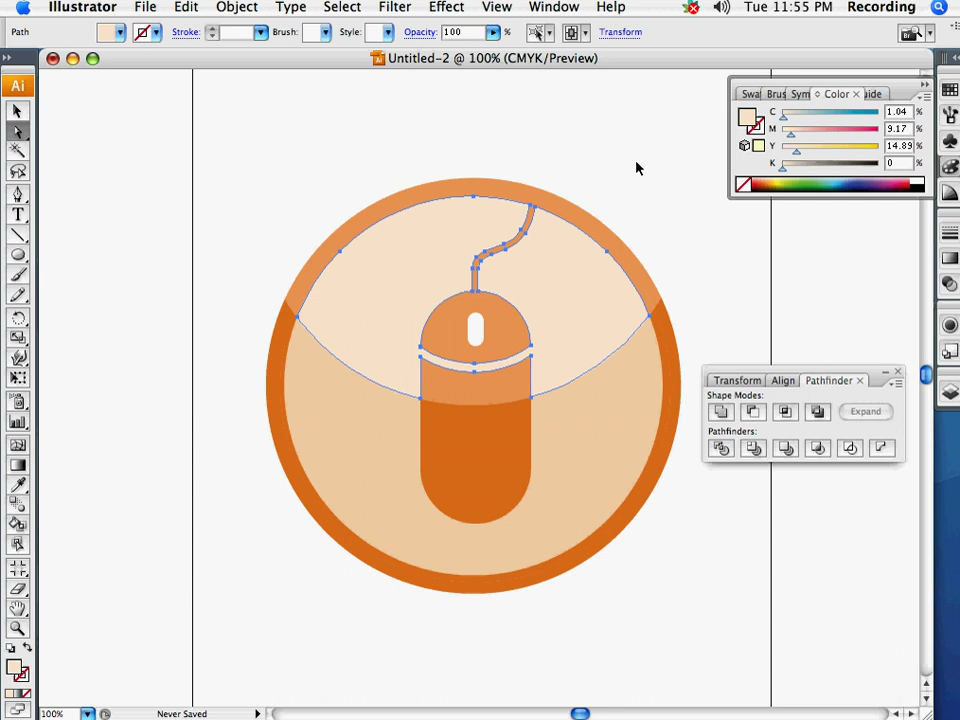 Illustrator File Edit Object Type Select Filter Effect View Window Help Tue 11:55 PM Recording
Path Stroke: Brush: Style: Opacity: 100 % Transform
Untitled-2 @ 100% (CMYK/Preview)
Ai
Swa Brus Sym Color uide
C 1.04 %
M 9.17 %
Y 14.89 %
K 0 %
Transform Align Pathfinder
Shape Modes:
Expand
Pathfinders:
T
100% Never Saved